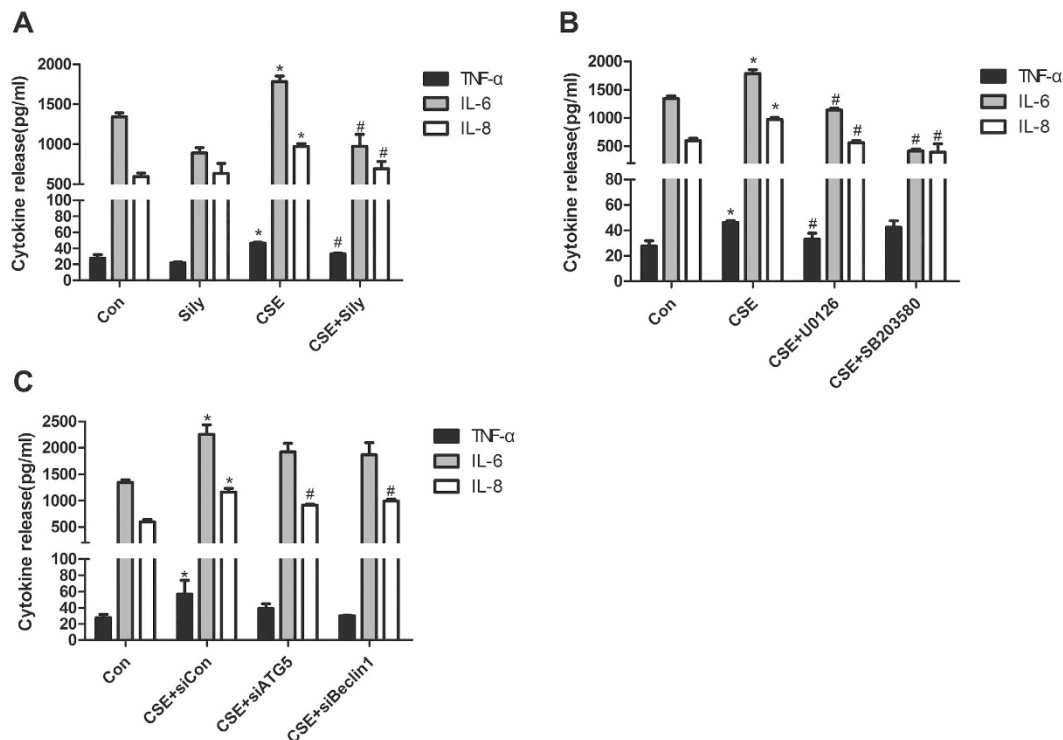 A
Cytokine release(pg/ml)
2000
1500
1000
500
100
80
60
40
20
0
*
*
*
#
#
#
Con
Sily
CSE
CSE+Sily
TNF-α
IL-6
IL-8
B
Cytokine release(pg/ml)
2000
1500
1000
500
80
60
40
20
0
*
*
*
#
#
#
#
#
Con
CSE
CSE+U0126
CSE+SB203580
TNF-α
IL-6
IL-8
C
Cytokine release(pg/ml)
2500
2000
1500
1000
500
100
80
60
40
20
0
*
*
*
#
#
Con
CSE+siCon
CSE+siATG5
CSE+siBeclin1
TNF-α
IL-6
IL-8